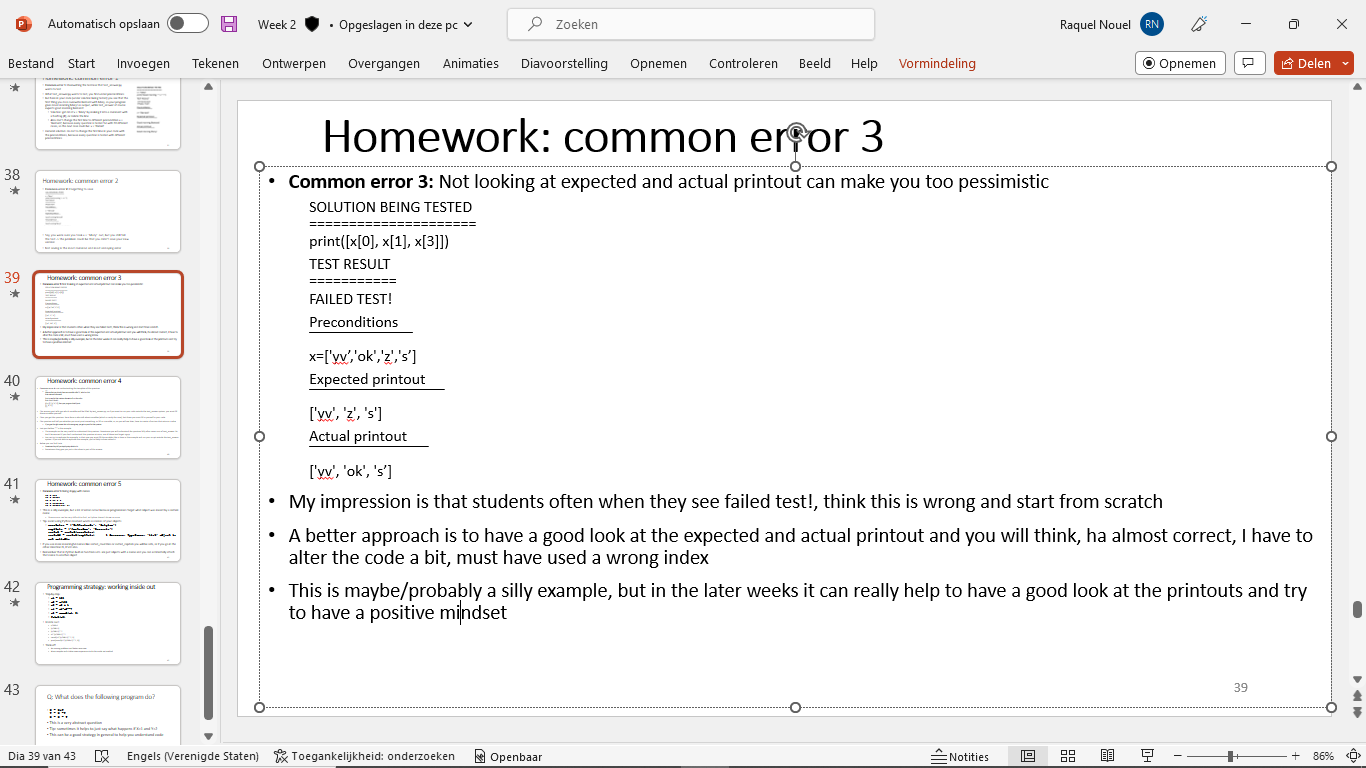 Automatisch opslaan
Week 2 • Opgeslagen in deze pc
Zoeken
Raquel Nouel RN
Bestand Start Invoegen Tekenen Ontwerpen Overgangen Animaties Diavoorstelling Opnemen Controleren Beeld Help Vormindeling
Opnemen
Delen
38
Homework: common error 2
39
Homework: common error 3
40
Homework: common error 4
41
Homework: common error 5
42
Programming strategy: working inside out
43
Q: What does the following program do?
• This is a very abstract question
Homework: common error 3
• Common error 3: Not looking at expected and actual printout can make you too pessimistic
SOLUTION BEING TESTED
=====================
print([x[0], x[1], x[3]])
TEST RESULT
===========
FAILED TEST!
Preconditions
x=['yv','ok','z','s’]
Expected printout
['yv', 'z', 's']
Actual printout
['yv', 'ok', 's’]
• My impression is that students often when they see failed test!, think this is wrong and start from scratch
• A better approach is to have a good look at the expected and actual printout and you will think, ha almost correct, I have to
alter the code a bit, must have used a wrong index
• This is maybe/probably a silly example, but in the later weeks it can really help to have a good look at the printouts and try
to have a positive mindset
39
Dia 39 van 43 Engels (Verenigde Staten) Toegankelijkheid: onderzoeken Openbaar Notities 86%